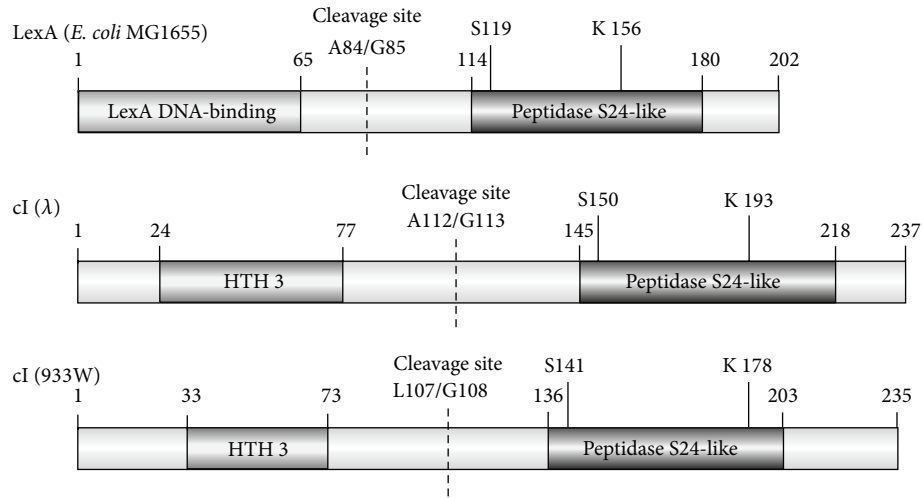 Cleavage site
LexA (E. coli MG1655)
A84/G85
S119
K 156
1
65
114
180
202
LexA DNA-binding
Peptidase S24-like
cI (λ)
Cleavage site
A112/G113
S150
K 193
1
24
77
145
218
237
HTH 3
Peptidase S24-like
cI (933W)
Cleavage site
L107/G108
S141
K 178
1
33
73
136
203
235
HTH 3
Peptidase S24-like